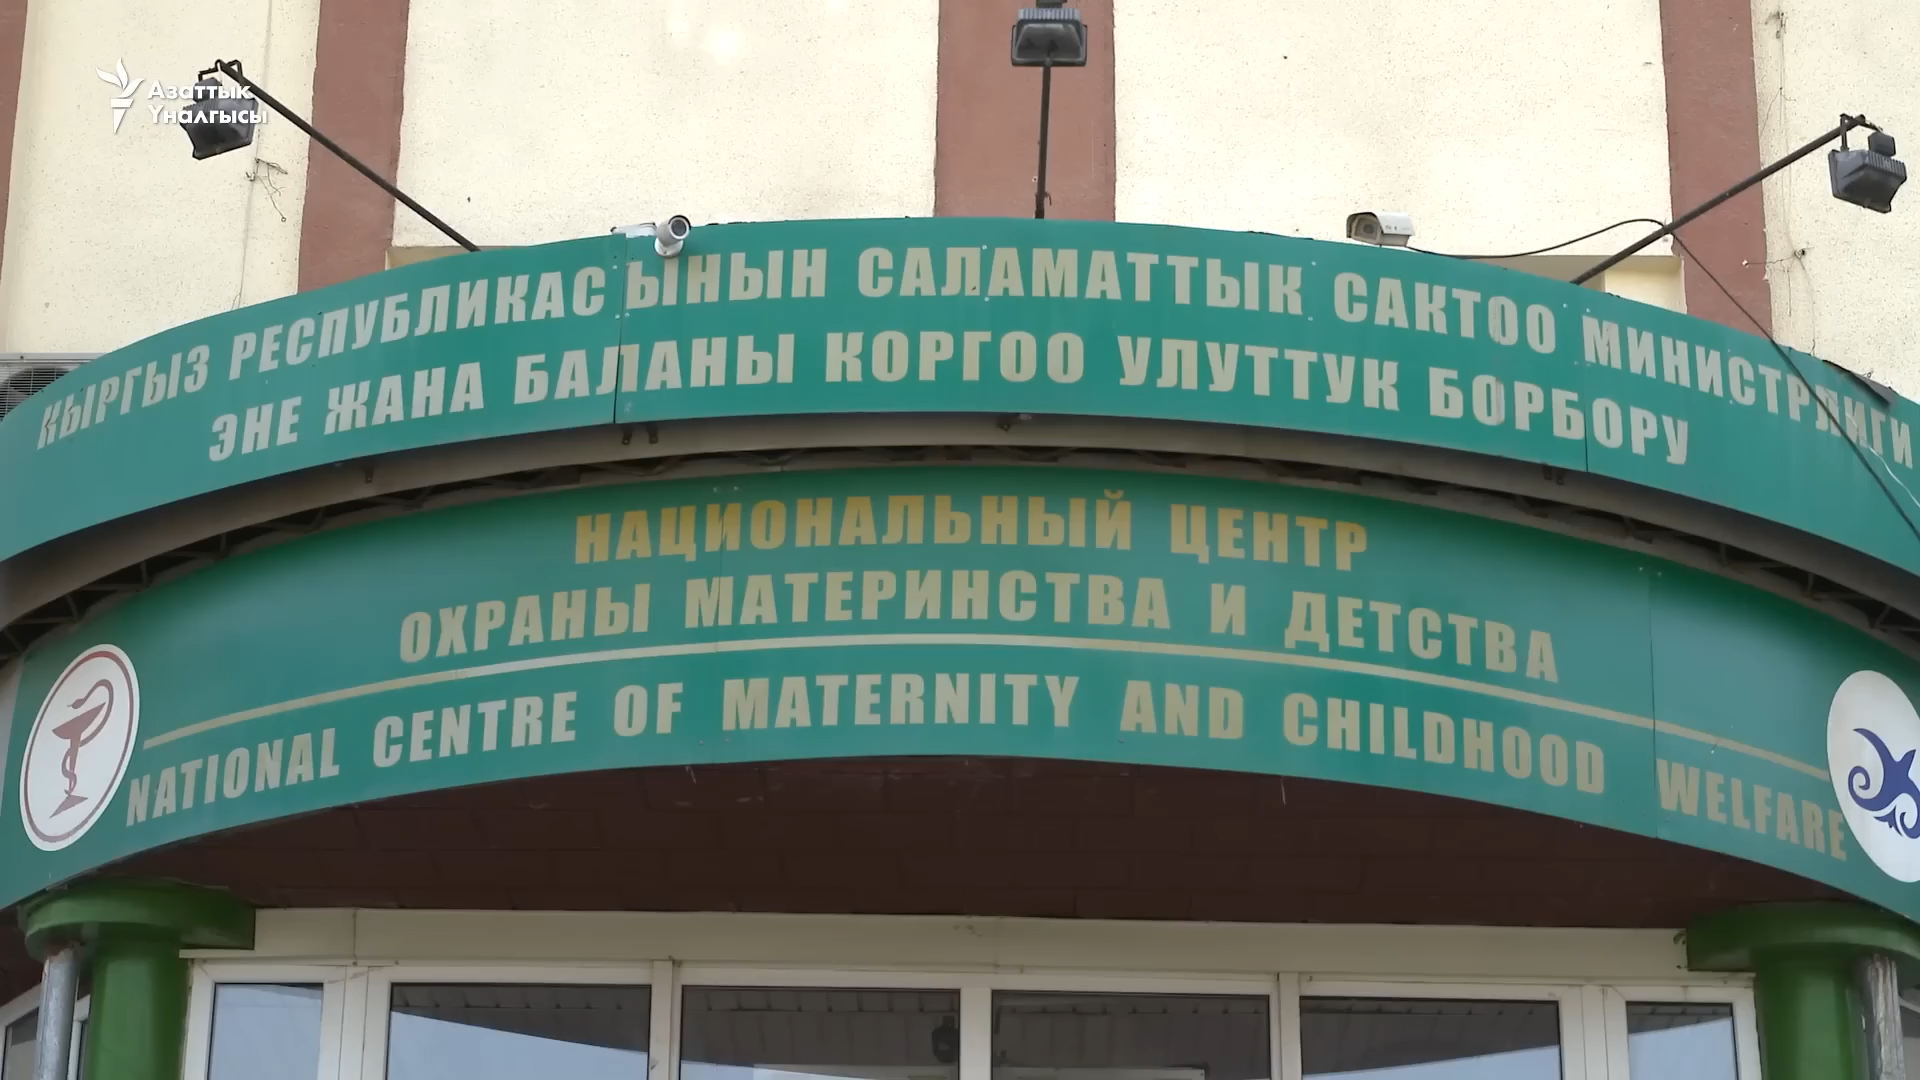 Азаттык
Үналгысы
КЫРГЫЗ РЕСПУБЛИКАСЫНЫН САЛАМАТТЫК САКТОО МИНИСТРЛИГИ
ЭНЕ ЖАНА БАЛАНЫ КОРГОО УЛУТТУК БОРБОРУ
НАЦИОНАЛЬНЫЙ ЦЕНТР
ОХРАНЫ МАТЕРИНСТВА И ДЕТСТВА
NATIONAL CENTRE OF MATERNITY AND CHILDHOOD WELFARE